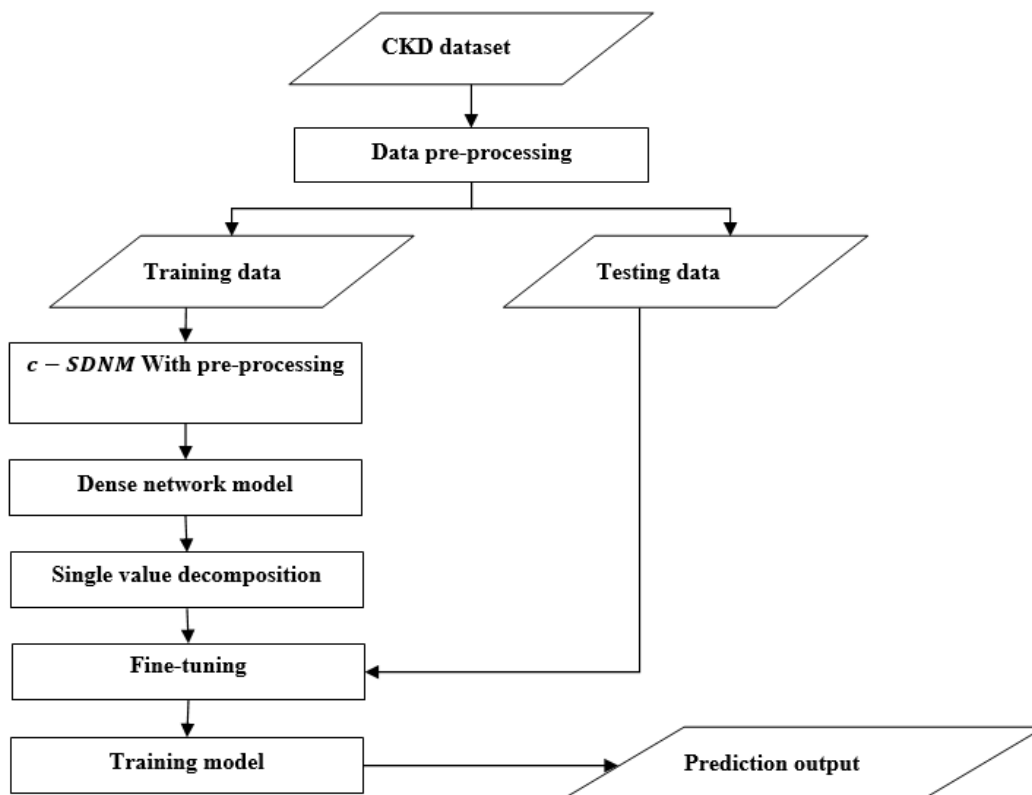 CKD dataset
Data pre-processing
Training data
Testing data
c − SDNM With pre-processing
Dense network model
Single value decomposition
Fine-tuning
Training model
Prediction output